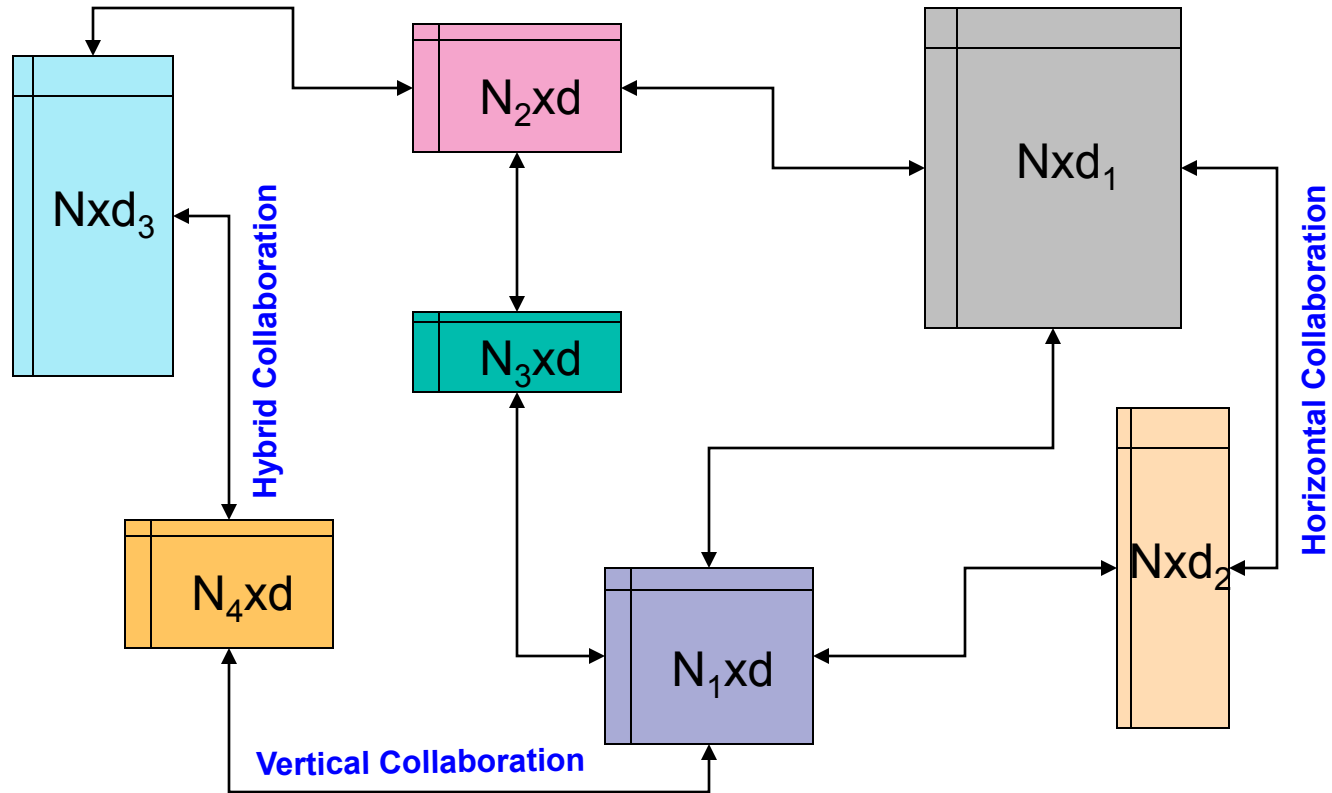 N₂xd
Nxd₁
Nxd₃
Hybrid Collaboration
Horizontal Collaboration
N₃xd
N₄xd
Nxd₂
N₁xd
Vertical Collaboration